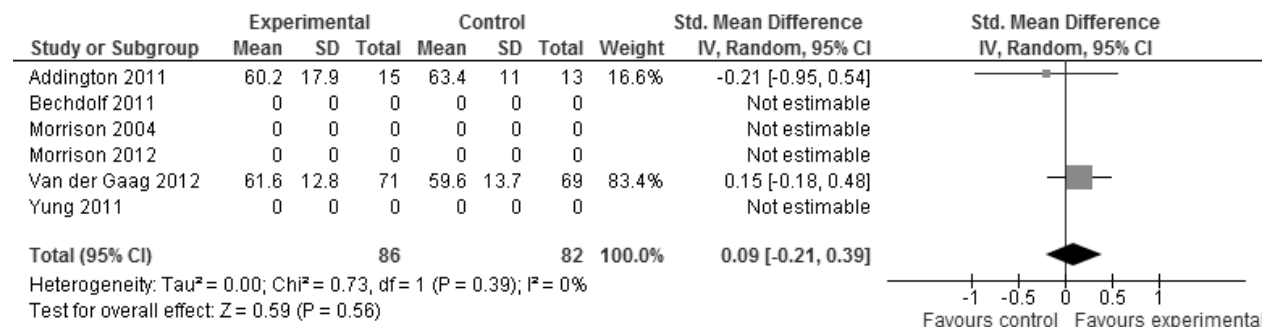 Experimental Control Std. Mean Difference Std. Mean Difference
Study or Subgroup Mean SD Total Mean SD Total Weight IV, Random, 95% CI IV, Random, 95% CI
Addington 2011 60.2 17.9 15 63.4 11 13 16.6% -0.21 [-0.95, 0.54]
Bechdolf 2011 0 0 0 0 0 0 Not estimable
Morrison 2004 0 0 0 0 0 0 Not estimable
Morrison 2012 0 0 0 0 0 0 Not estimable
Van der Gaag 2012 61.6 12.8 71 59.6 13.7 69 83.4% 0.15 [-0.18, 0.48]
Yung 2011 0 0 0 0 0 0 Not estimable
Total (95% CI) 86 82 100.0% 0.09 [-0.21, 0.39]
Heterogeneity: Tau² = 0.00; Chi² = 0.73, df = 1 (P = 0.39); I² = 0%
Test for overall effect: Z = 0.59 (P = 0.56)
-1 -0.5 0 0.5 1
Favours control Favours experimental